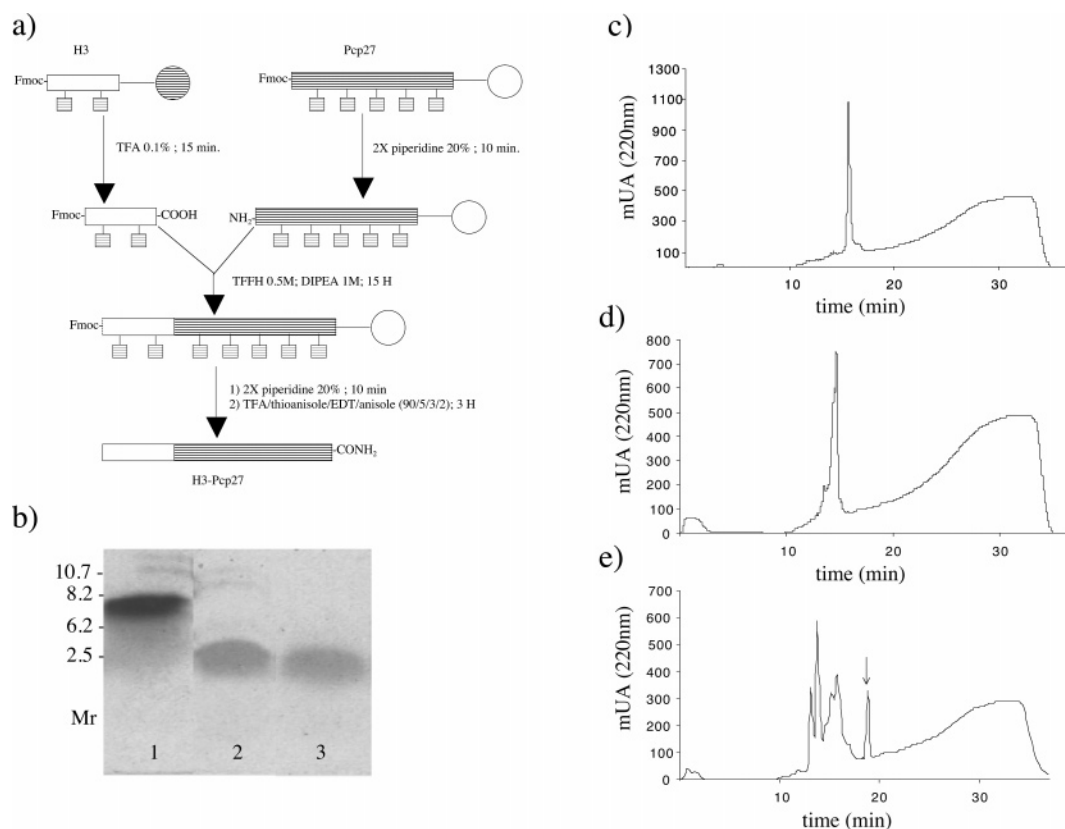 a)
H3
Pcp27
Fmoc
Fmoc
TFA 0.1% ; 15 min.
2X piperidine 20% ; 10 min.
Fmoc
COOH
NH2
TFFH 0.5M; DIPEA 1M; 15 H
Fmoc
1) 2X piperidine 20% ; 10 min
2) TFA/thioanisole/EDT/anisole (90/5/3/2); 3 H
CONH2
H3-Pcp27
b)
10.7
8.2
6.2
2.5
Mr
1 2 3
c)
mUA (220nm)
1300
1100
900
700
500
300
100
10 20 30
time (min)
d)
mUA (220nm)
800
700
600
500
400
300
200
100
0
10 20 30
time (min)
e)
mUA (220nm)
700
600
500
400
300
200
100
0
10 20 30
time (min)